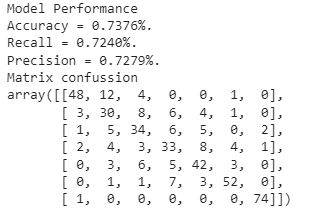 Model Performance
Accuracy = 0.7376%.
Recall = 0.7240%.
Precision = 0.7279%.
Matrix confussion
array([[48, 12, 4, 0, 0, 1, 0],
[ 3, 30, 8, 6, 4, 1, 0],
[ 1, 5, 34, 6, 5, 0, 2],
[ 2, 4, 3, 33, 8, 4, 1],
[ 0, 3, 6, 5, 42, 3, 0],
[ 0, 1, 1, 7, 3, 52, 0],
[ 1, 0, 0, 0, 0, 0, 74]])